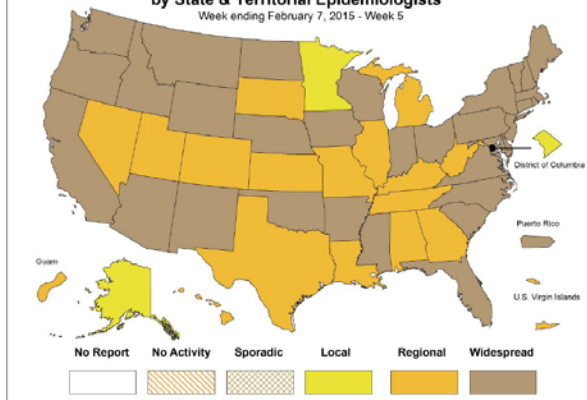 by State & Territorial Epidemiologists
Week ending February 7, 2015 - Week 5
District of Columbia
Puerto Rico
Guam
U.S. Virgin Islands
No Report No Activity Sporadic Local Regional Widespread